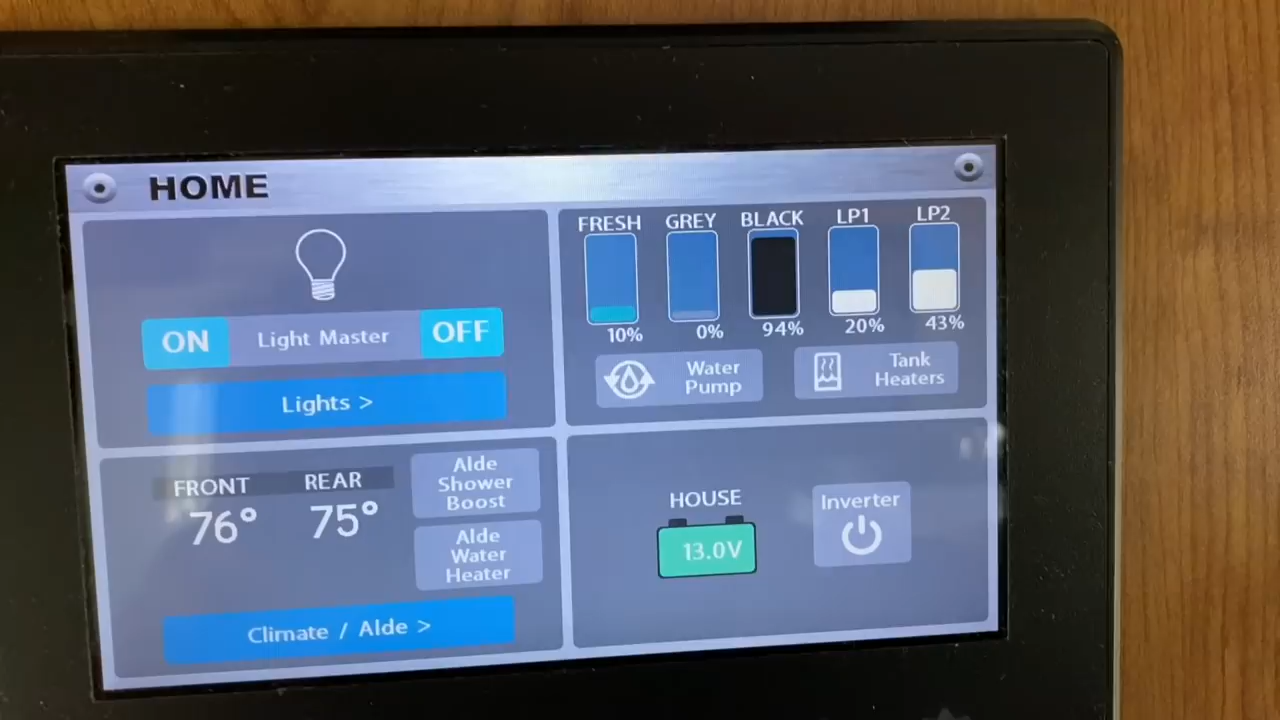 HOME
ON Light Master OFF
Lights >
FRESH GREY BLACK LP1 LP2
10% 0% 94% 20% 43%
Water
Pump
Tank
Heaters
FRONT REAR
76° 75°
Alde
Shower
Boost
Alde
Water
Heater
Climate / Alde >
HOUSE
13.0V
Inverter